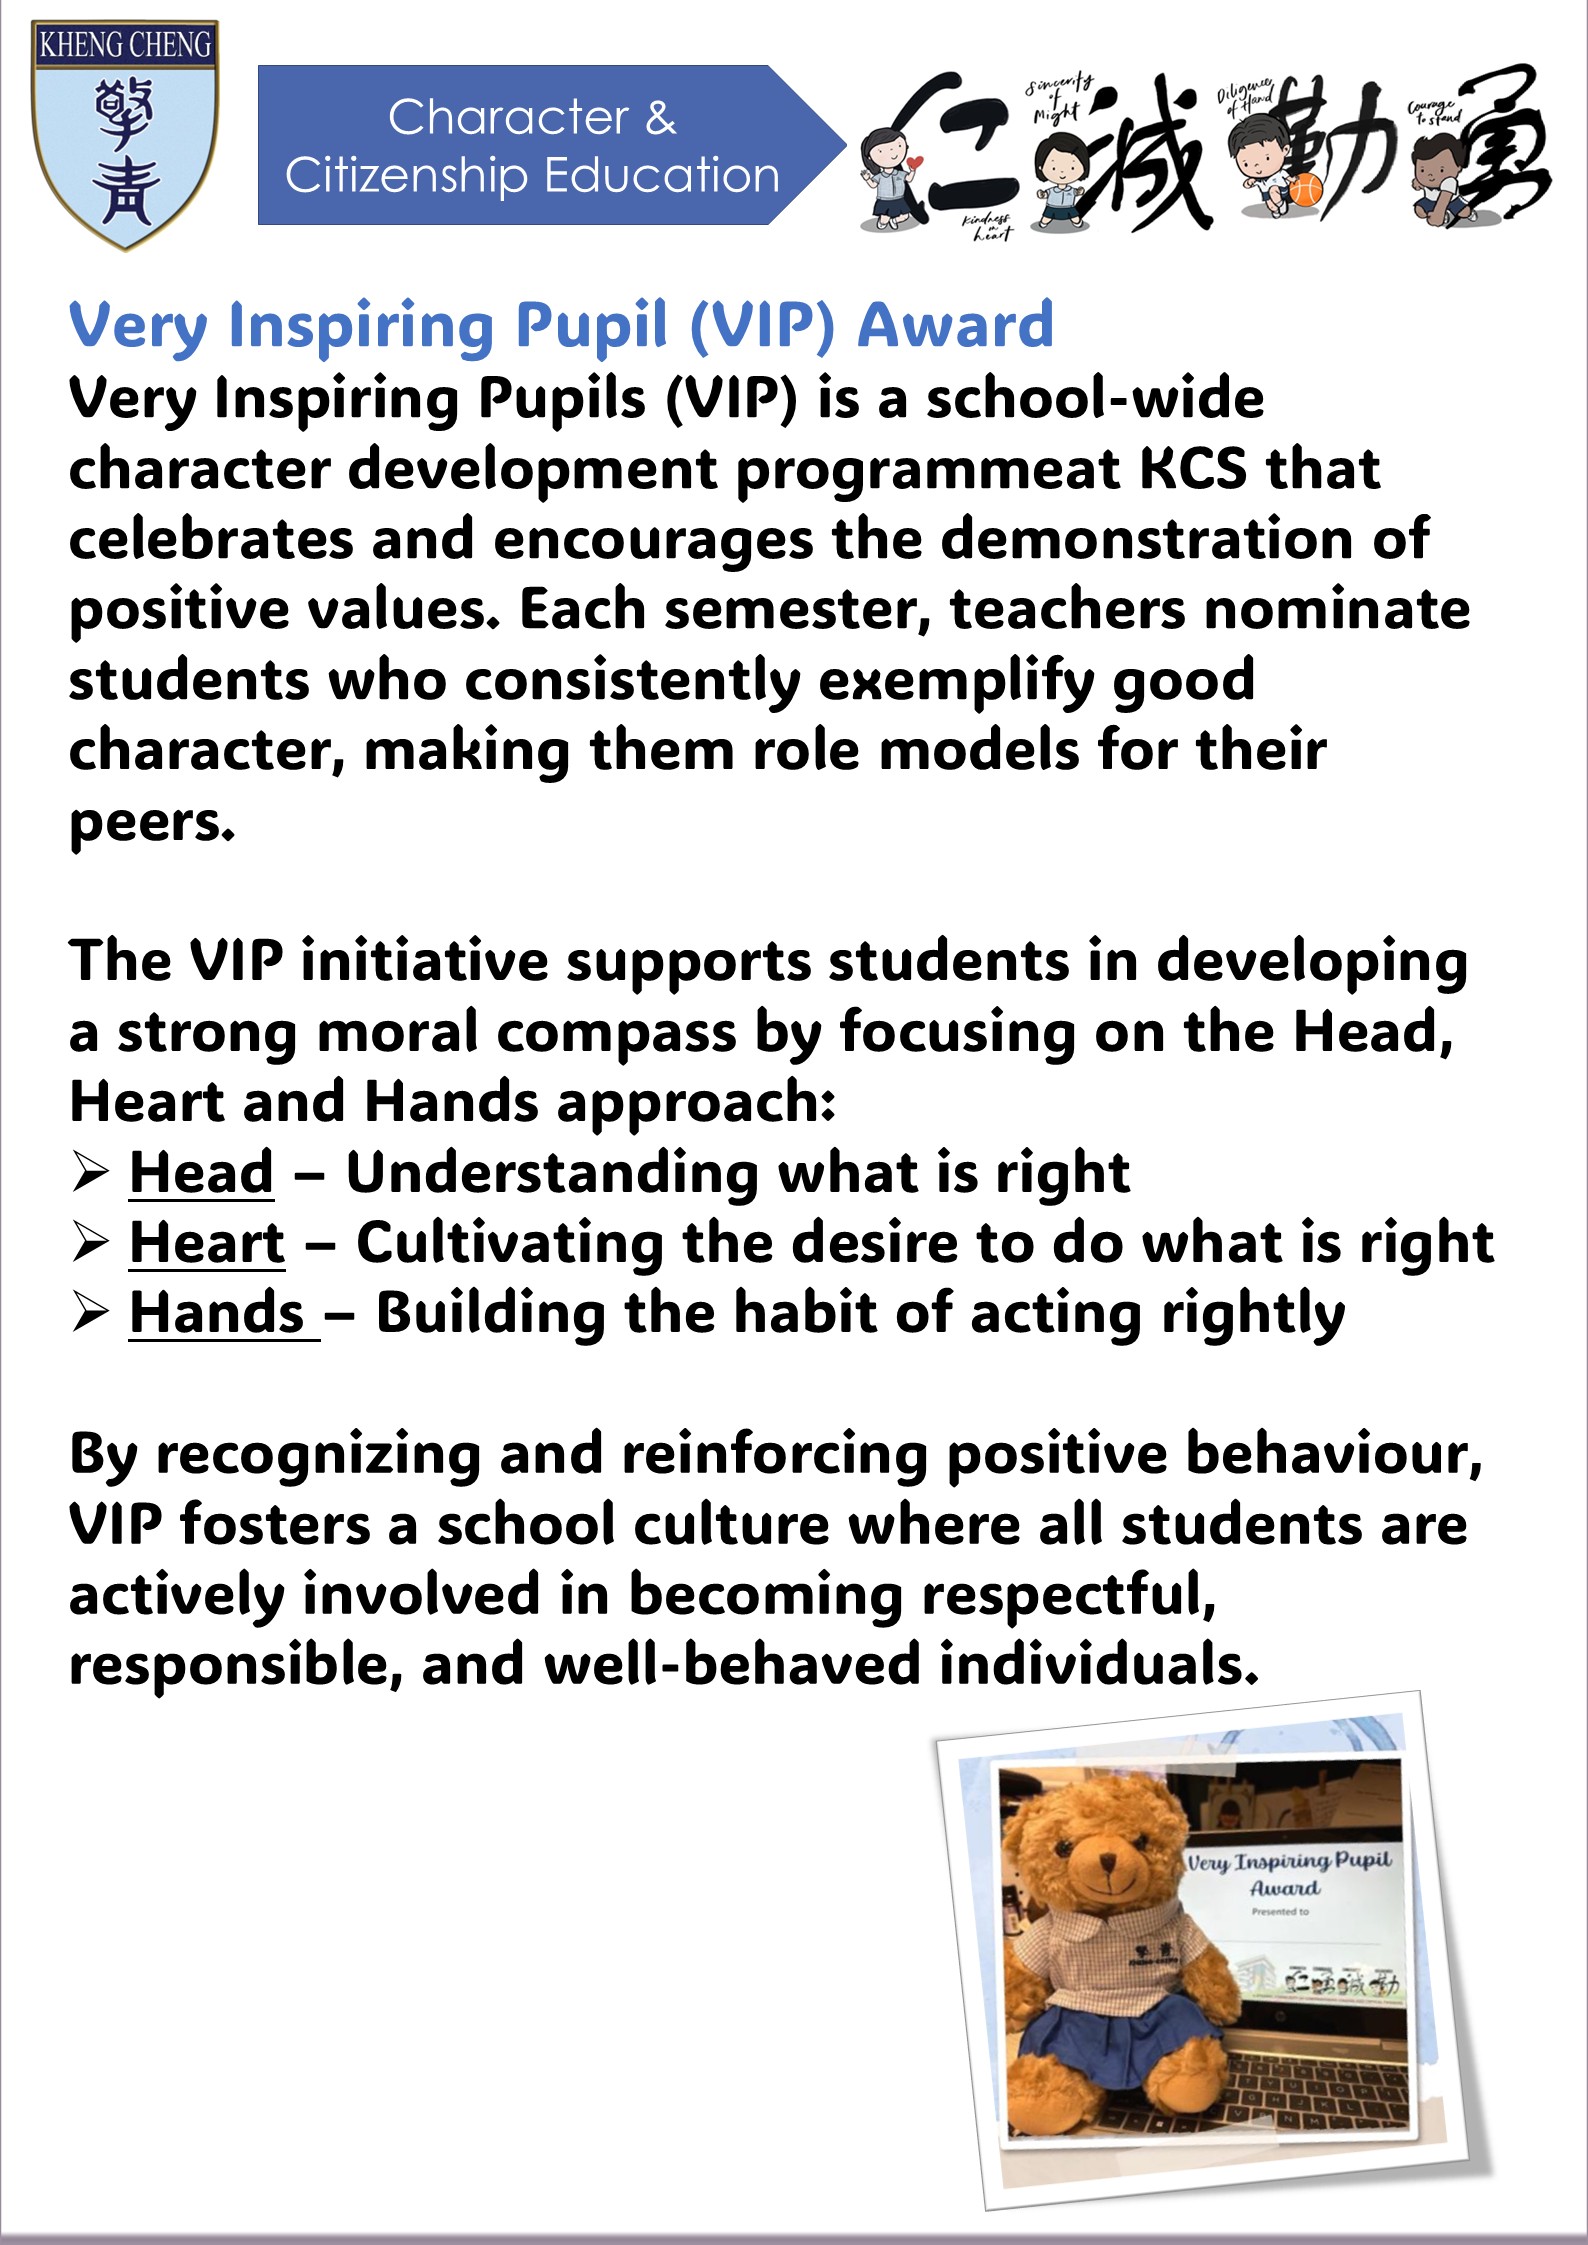 KHENG CHENG
擎
青
Character &
Citizenship Education
仁 诚 勤 勇
Kindness in heart
Sincerity of Might
Diligence of Hand
Courage to stand
Very Inspiring Pupil (VIP) Award
Very Inspiring Pupils (VIP) is a school-wide
character development programmeat KCS that
celebrates and encourages the demonstration of
positive values. Each semester, teachers nominate
students who consistently exemplify good
character, making them role models for their
peers.
The VIP initiative supports students in developing
a strong moral compass by focusing on the Head,
Heart and Hands approach:
➢ Head – Understanding what is right
➢ Heart – Cultivating the desire to do what is right
➢ Hands – Building the habit of acting rightly
By recognizing and reinforcing positive behaviour,
VIP fosters a school culture where all students are
actively involved in becoming respectful,
responsible, and well-behaved individuals.
Very Inspiring Pupil
Award
Presented to
擎 青
KHENG CHENG
仁 勇 诚 勤